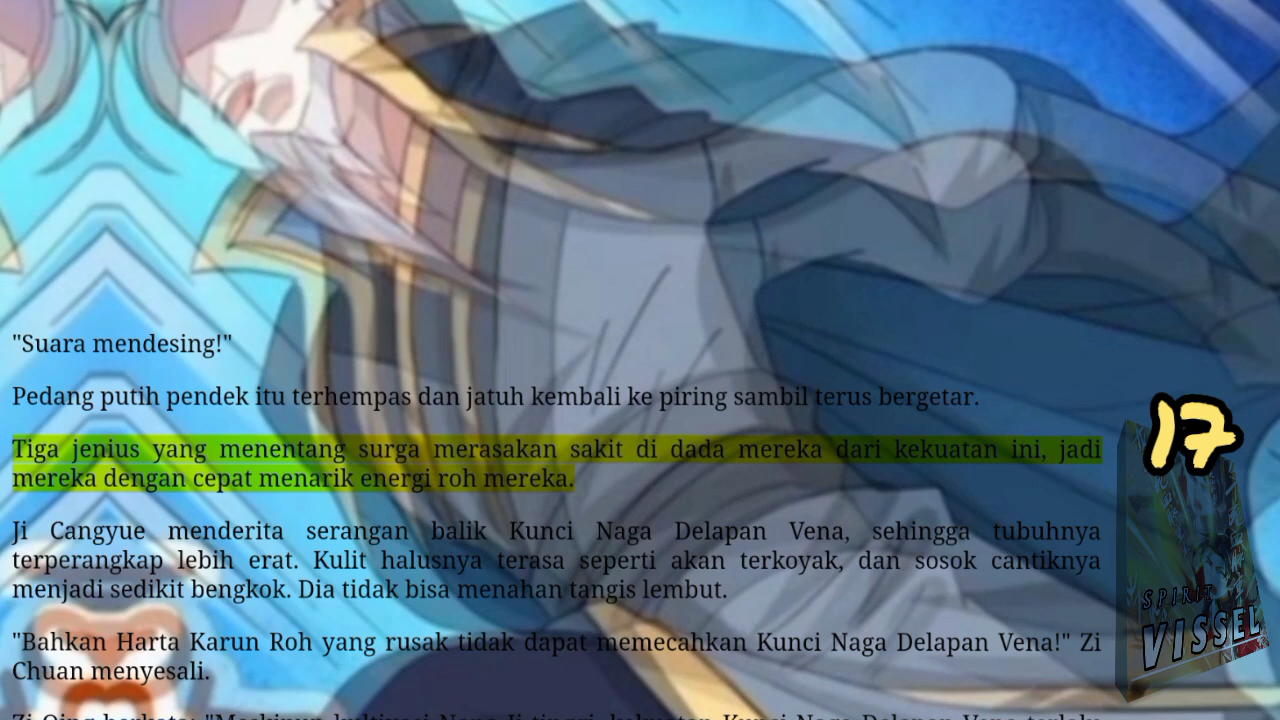 "Suara mendesing!"
Pedang putih pendek itu terhempas dan jatuh kembali ke piring sambil terus bergetar.
Tiga jenius yang menentang surga merasakan sakit di dada mereka dari kekuatan ini, jadi
mereka dengan cepat menarik energi roh mereka.
Ji Cangyue menderita serangan balik Kunci Naga Delapan Vena, sehingga tubuhnya
terperangkap lebih erat. Kulit halusnya terasa seperti akan terkoyak, dan sosok cantiknya
menjadi sedikit bengkok. Dia tidak bisa menahan tangis lembut.
"Bahkan Harta Karun Roh yang rusak tidak dapat memecahkan Kunci Naga Delapan Vena!" Zi
Chuan menyesali.
17
SPIRIT
VISSEL